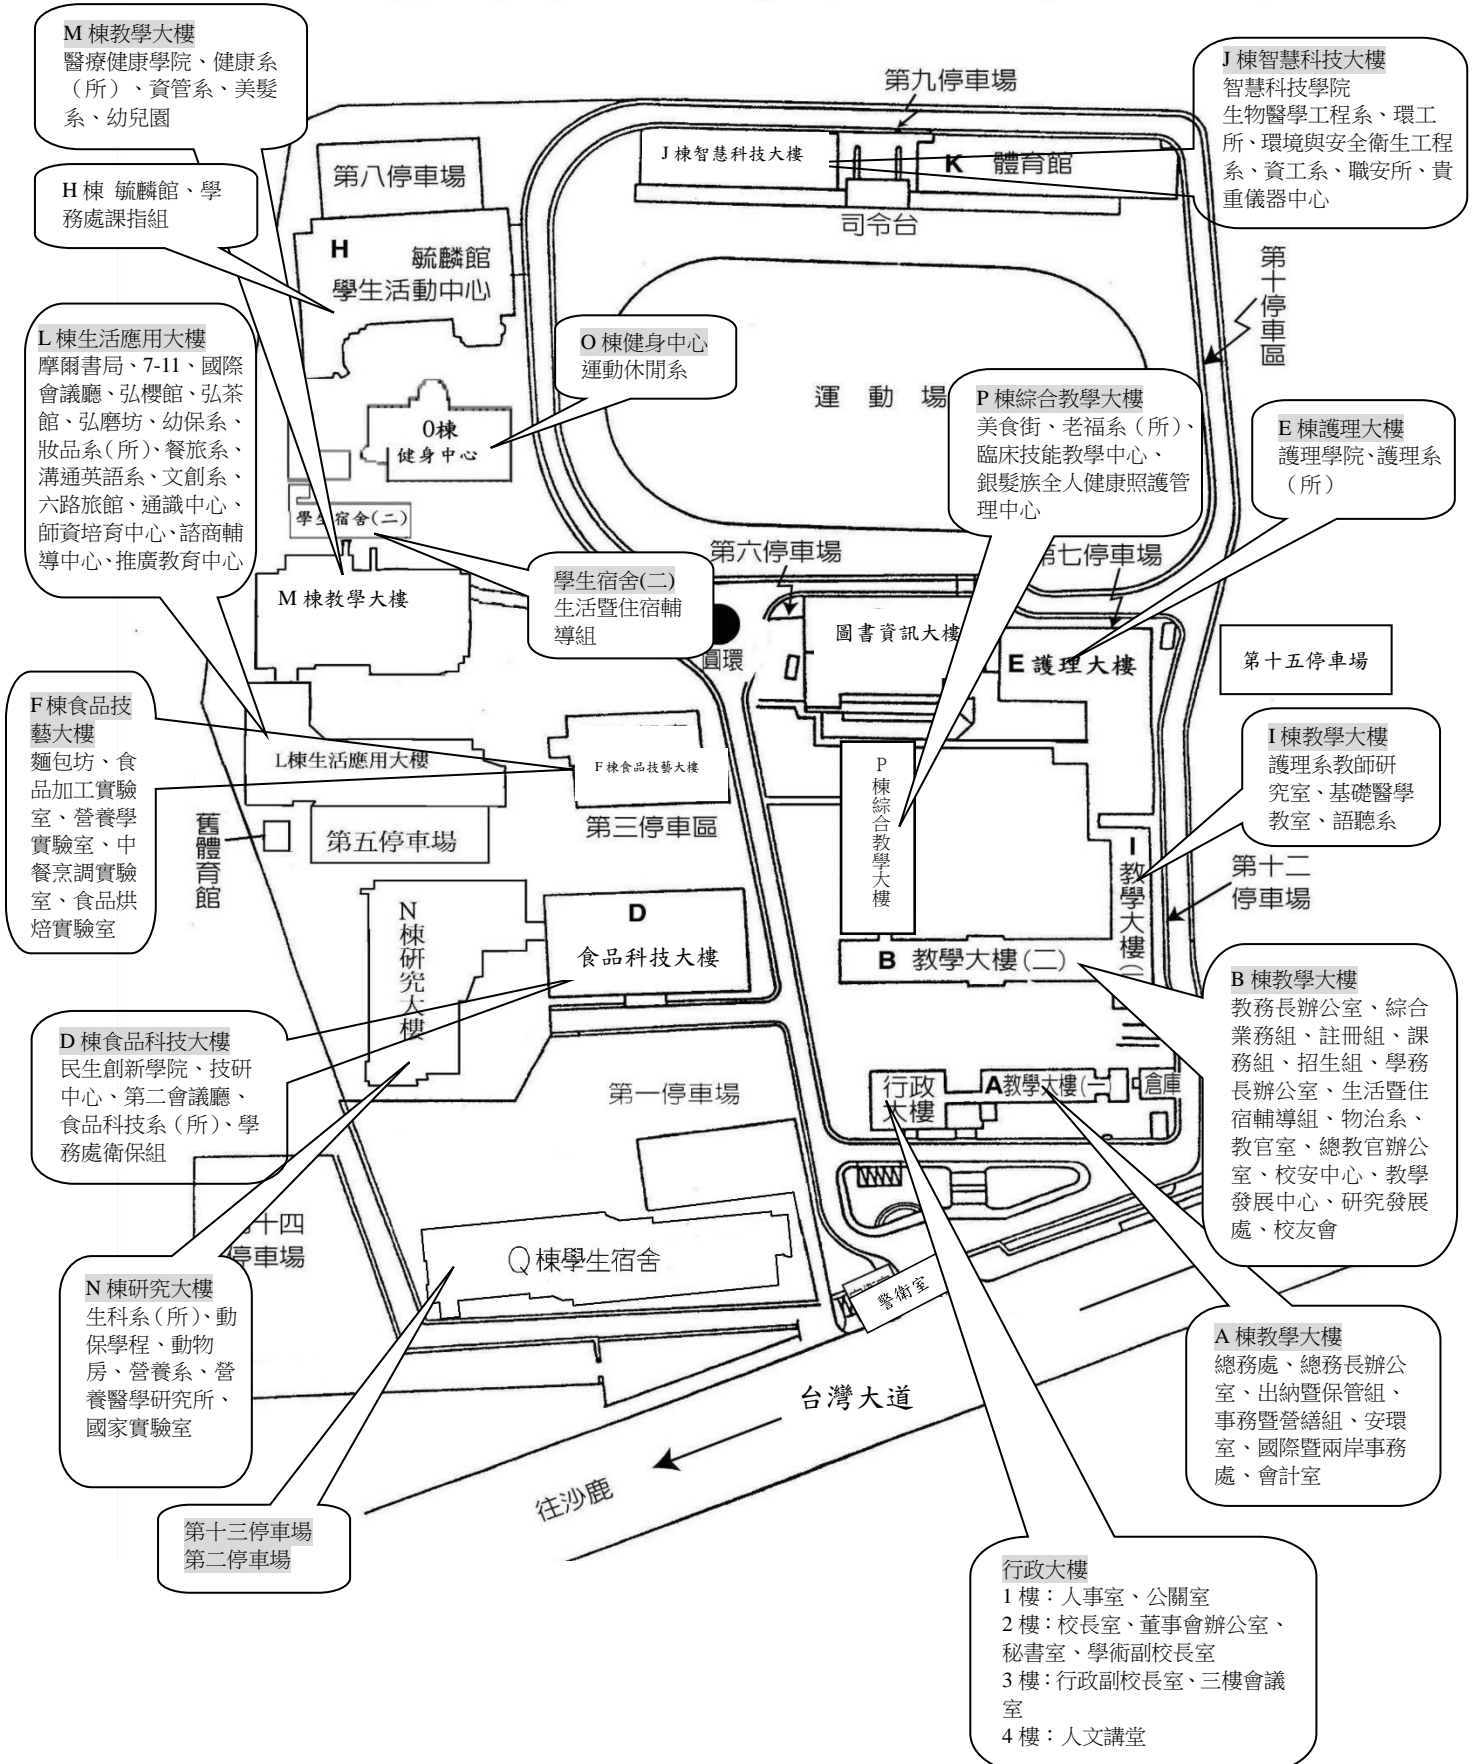 M 棟教學大樓
醫療健康學院、健康系
（所）、資管系、美髮
系、幼兒園
H 棟 毓麟館、學
務處課指組
第八停車場
H
毓麟館
學生活動中心
第九停車場
J 棟智慧科技大樓
K 體育館
司令台
J 棟智慧科技大樓
智慧科技學院
生物醫學工程系、環工
所、環境與安全衛生工程
系、資工系、職安所、貴
重儀器中心
第十停車區
L 棟生活應用大樓
摩爾書局、7-11、國際
會議廳、弘櫻館、弘茶
館、弘磨坊、幼保系、
妝品系（所）、餐旅系、
溝通英語系、文創系、
六路旅館、通識中心、
師資培育中心、諮商輔
導中心、推廣教育中心
O 棟健身中心
運動休閒系
O棟
健身中心
運動場
P 棟綜合教學大樓
美食街、老福系（所）、
臨床技能教學中心、
銀髮族全人健康照護管
理中心
E 棟護理大樓
護理學院、護理系
（所）
學生宿舍(二)
學生宿舍(二)
生活暨住宿輔
導組
第六停車場
第七停車場
M 棟教學大樓
圓環
圖書資訊大樓
E 護理大樓
第十五停車場
F 棟食品技
藝大樓
麵包坊、食
品加工實驗
室、營養學
實驗室、中
餐烹調實驗
室、食品烘
焙實驗室
L棟生活應用大樓
F 棟食品技藝大樓
第三停車區
第五停車場
舊體育館
P棟綜合教學大樓
I 棟教學大樓
護理系教師研
究室、基礎醫學
教室、語聽系
I 教學大樓(
第十二
停車場
N棟研究大樓
D
食品科技大樓
B 教學大樓(二)
B 棟教學大樓
教務長辦公室、綜合
業務組、註冊組、課
務組、招生組、學務
長辦公室、生活暨住
宿輔導組、物治系、
教官室、總教官辦公
室、校安中心、教學
發展中心、研究發展
處、校友會
D 棟食品科技大樓
民生創新學院、技研
中心、第二會議廳、
食品科技系（所）、學
務處衛保組
第一停車場
行政
大樓
A教學大樓(一)
倉庫
十四
停車場
Q棟學生宿舍
警衛室
N 棟研究大樓
生科系（所）、動
保學程、動物
房、營養系、營
養醫學研究所、
國家實驗室
台灣大道
往沙鹿
A 棟教學大樓
總務處、總務長辦公
室、出納暨保管組、
事務暨營繕組、安環
室、國際暨兩岸事務
處、會計室
第十三停車場
第二停車場
行政大樓
1 樓：人事室、公關室
2 樓：校長室、董事會辦公室、
秘書室、學術副校長室
3 樓：行政副校長室、三樓會議
室
4 樓：人文講堂